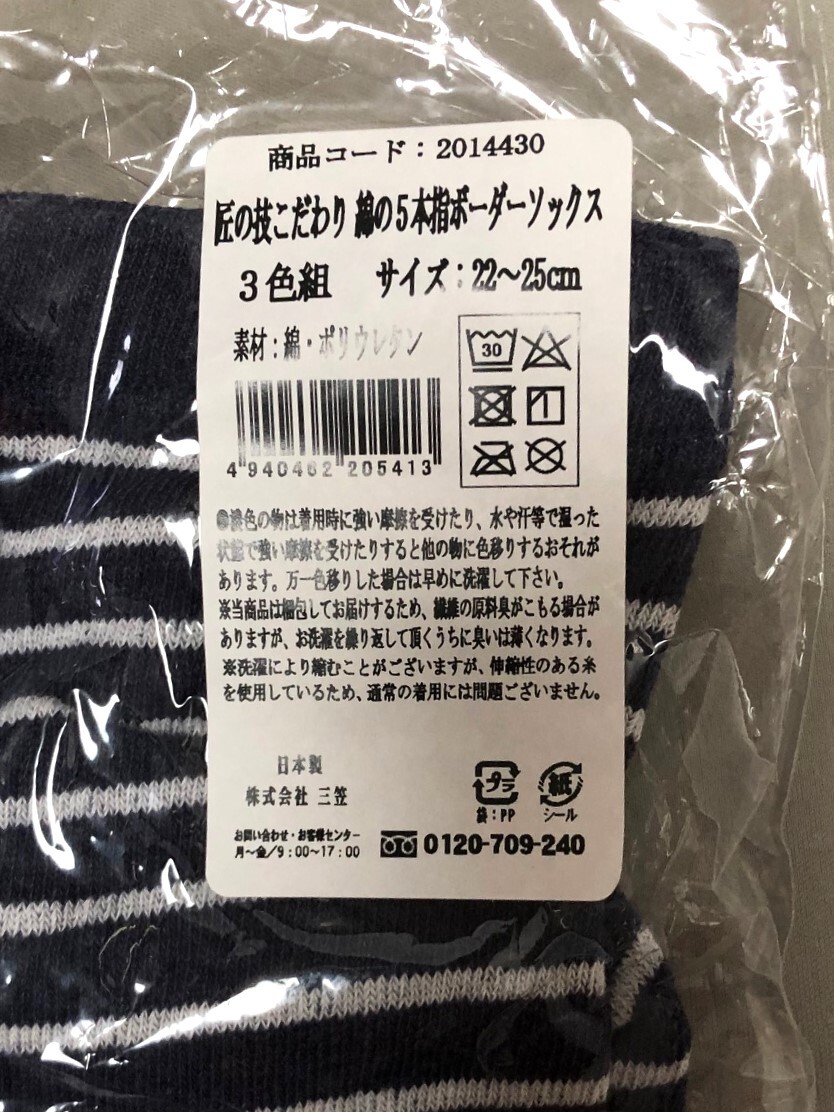 商品コード：2014430
匠の技こだわり 綿の5本指ボーダーソックス
3色組 サイズ：22～25cm
素材：綿・ポリウレタン
30
4 940462 205413
●濃色の物は着用時に強い摩擦を受けたり、水や汗等で湿った
状態で強い摩擦を受けたりすると他の物に色移りするおそれが
あります。万一色移りした場合は早めに洗濯して下さい。
※当商品は梱包してお届けするため、繊維の原料臭がこもる場合が
ありますが、お洗濯を繰り返して頂くうちに臭いは薄くなります。
※洗濯により縮むことがございますが、伸縮性のある糸
を使用しているため、通常の着用には問題ございません。
日本製
株式会社 三笠
プラ
袋：PP
紙
シール
お問い合わせ・お客様センター
月～金/9：00～17：00
0120-709-240